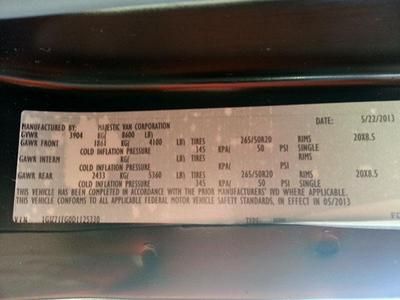 MANUFACTURED BY: MAJESTIC VAN CORPORATION DATE: 5/22/2013
GVWR 3904 KG( 8600 LB)
GAWR FRONT 1861 KG( 4100 LB) TIRES 265/50R20 RIMS 20X8.5
COLD INFLATION PRESSURE 345 KPA( 50 PSI SINGLE
GAWR INTERM KG( LB) TIRES RIMS
COLD INFLATION PRESSURE KPA( PSI SINGLE
GAWR REAR 2433 KG( 5360 LB) TIRES 265/50R20 RIMS 20X8.5
COLD INFLATION PRESSURE 345 KPA( 50 PSI SINGLE
THIS VEHICLE HAS BEEN COMPLETED IN ACCORDANCE WITH THE PRIOR MANUFACTURERS' IVD WHERE APPLICABLE.
THIS VEHICLE CONFORMS TO ALL APPLICABLE FEDERAL MOTOR VEHICLE SAFETY STANDARDS, IN EFFECT IN 05/2013
V.I.N. TYPE: